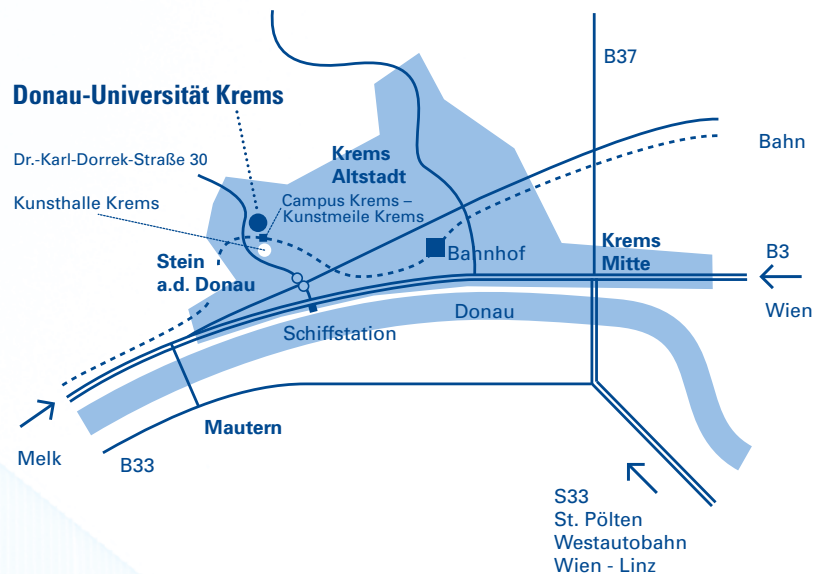 B37
Donau-Universität Krems
Bahn
Krems
Altstadt
Dr.-Karl-Dorrek-Straße 30
Campus Krems –
Kunstmeile Krems
Kunsthalle Krems
Krems
Mitte
Bahnhof
B3
Stein
a.d. Donau
Wien
Donau
Schiffstation
Mautern
Melk
B33
S33
St. Pölten
Westautobahn
Wien - Linz